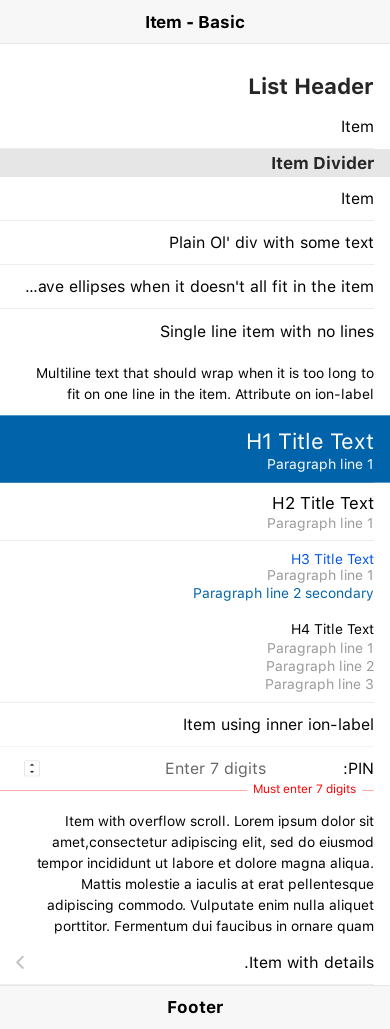 Item - Basic
List Header
Item
Item Divider
Item
Plain Ol' div with some text
...ave ellipses when it doesn't all fit in the item
Single line item with no lines
Multiline text that should wrap when it is too long to
fit on one line in the item. Attribute on ion-label
H1 Title Text
Paragraph line 1
H2 Title Text
Paragraph line 1
H3 Title Text
Paragraph line 1
Paragraph line 2 secondary
H4 Title Text
Paragraph line 1
Paragraph line 2
Paragraph line 3
Item using inner ion-label
:PIN Enter 7 digits
Must enter 7 digits
Item with overflow scroll. Lorem ipsum dolor sit
amet,consectetur adipiscing elit, sed do eiusmod
tempor incididunt ut labore et dolore magna aliqua.
Mattis molestie a iaculis at erat pellentesque
adipiscing commodo. Vulputate enim nulla aliquet
porttitor. Fermentum dui faucibus in ornare quam
.Item with details
Footer